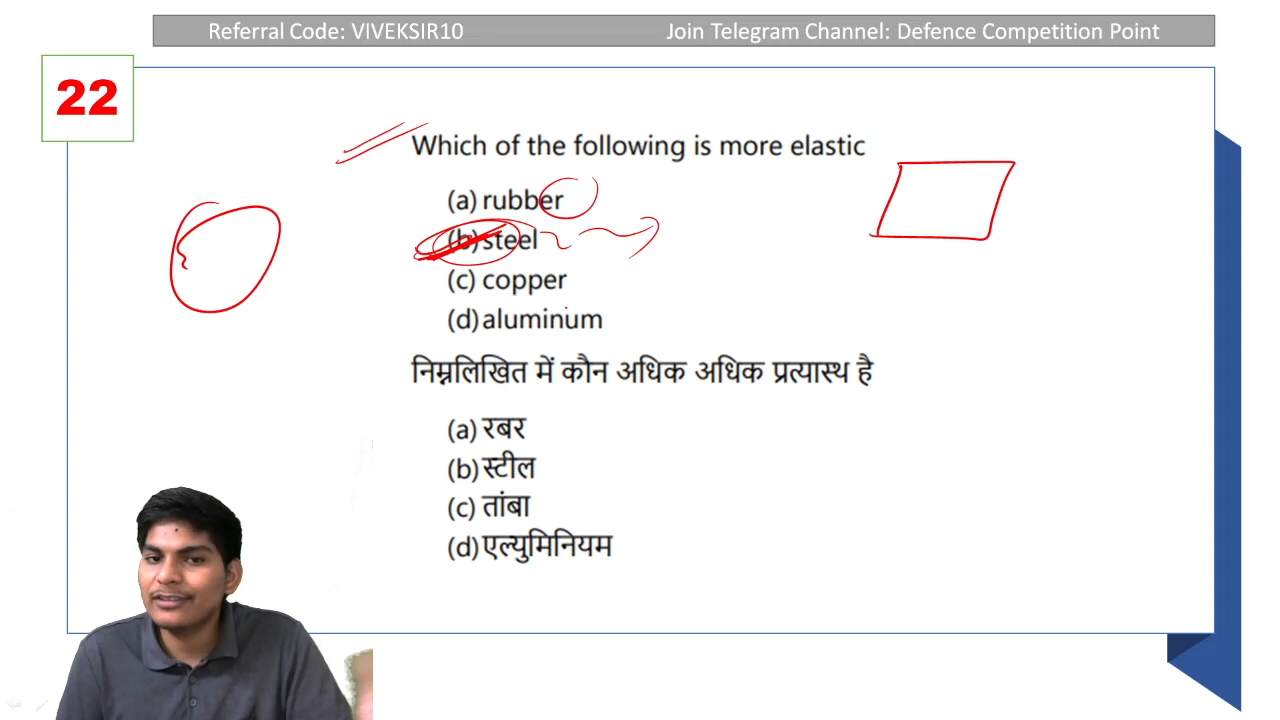 Referral Code: VIVEKSIR10 Join Telegram Channel: Defence Competition Point
22
Which of the following is more elastic
(a) rubber
(b) steel
(c) copper
(d) aluminum
निम्नलिखित में कौन अधिक अधिक प्रत्यास्थ है
(a) रबर
(b) स्टील
(c) तांबा
(d) एल्युमिनियम